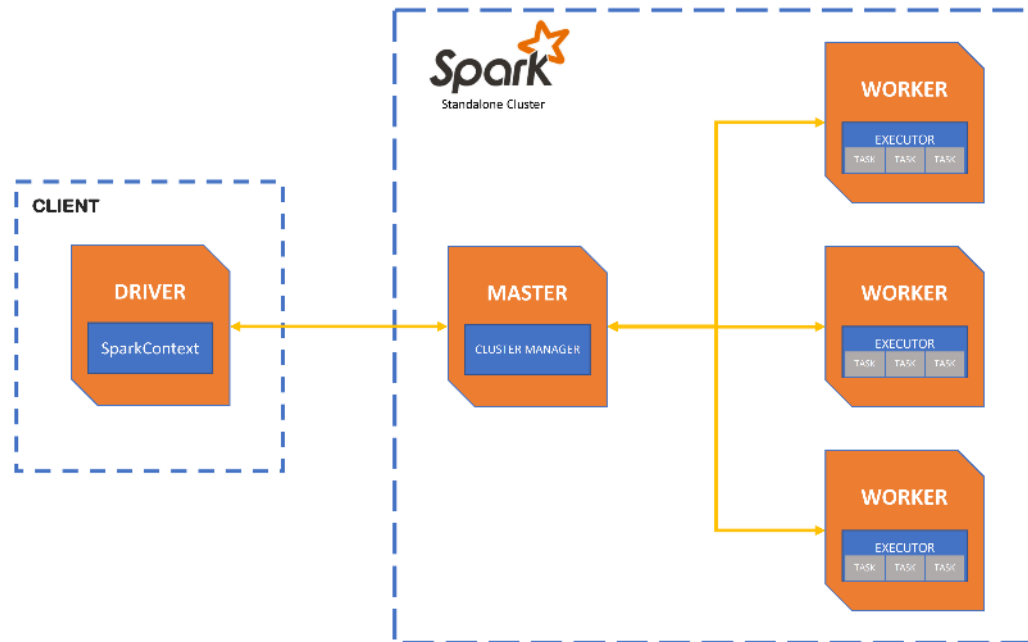 Spark
Standalone Cluster
CLIENT
DRIVER
SparkContext
MASTER
CLUSTER MANAGER
WORKER
EXECUTOR
TASK TASK TASK
WORKER
EXECUTOR
TASK TASK TASK
WORKER
EXECUTOR
TASK TASK TASK